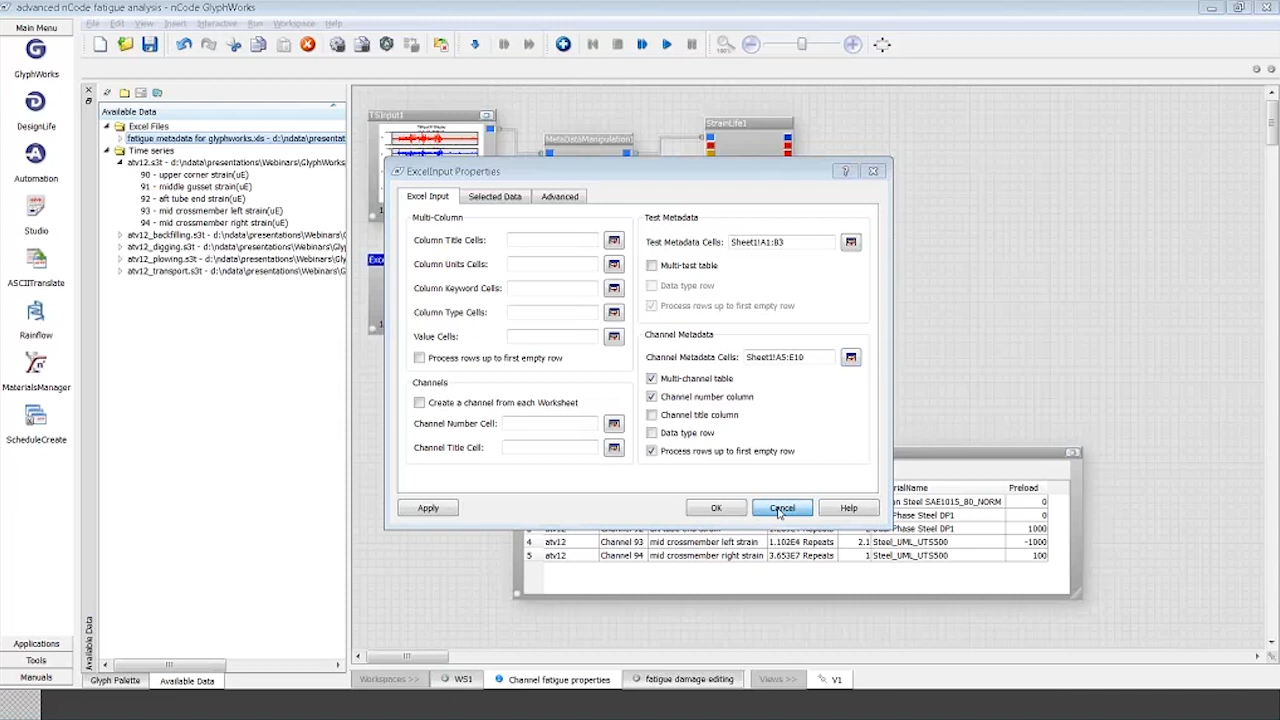 advanced nCode fatigue analysis - nCode GlyphWorks
Main Menu
File Edit View Insert Interactive Run Workspace Help
GlyphWorks
DesignLife
Automation
Studio
ASCIITranslate
Rainflow
MaterialsManager
ScheduleCreate
Applications
Tools
Manuals
Available Data
Excel Files
fatigue metadata for glyphworks.xls - d:\ndata\presentat
Time series
atv12.s3t - d:\ndata\presentations\Webinars\GlyphWorks
90 - upper corner strain(uE)
91 - middle gusset strain(uE)
92 - aft tube end strain(uE)
93 - mid crossmember left strain(uE)
94 - mid crossmember right strain(uE)
atv12_backfilling.s3t - d:\ndata\presentations\Webinars\
atv12_digging.s3t - d:\ndata\presentations\Webinars\G
atv12_plowing.s3t - d:\ndata\presentations\Webinars\G
atv12_transport.s3t - d:\ndata\presentations\Webinars\
Available Data
Glyph Palette
Available Data
TSInput1
MetaDataManipulation1
StrainLife1
ExcelInput Properties
Excel Input
Selected Data
Advanced
Multi-Column
Column Title Cells:
Column Units Cells:
Column Keyword Cells:
Column Type Cells:
Value Cells:
Process rows up to first empty row
Channels
Create a channel from each Worksheet
Channel Number Cell:
Channel Title Cell:
Test Metadata
Test Metadata Cells: Sheet1!A1:B3
Multi-test table
Data type row
Process rows up to first empty row
Channel Metadata
Channel Metadata Cells: Sheet1!A5:E10
Multi-channel table
Channel number column
Channel title column
Data type row
Process rows up to first empty row
Apply
OK
Cancel
Help
rialName Preload
n Steel SAE1015_80_NORM 0
Phase Steel DP1 0
Phase Steel DP1 1000
4 atv12 Channel 93 mid crossmember left strain 1.102E4 Repeats 2.1 Steel_UML_UTS500 -1000
5 atv12 Channel 94 mid crossmember right strain 3.653E7 Repeats 1 Steel_UML_UTS500 100
Workspaces >>
WS1
Channel fatigue properties
fatigue damage editing
Views >>
V1